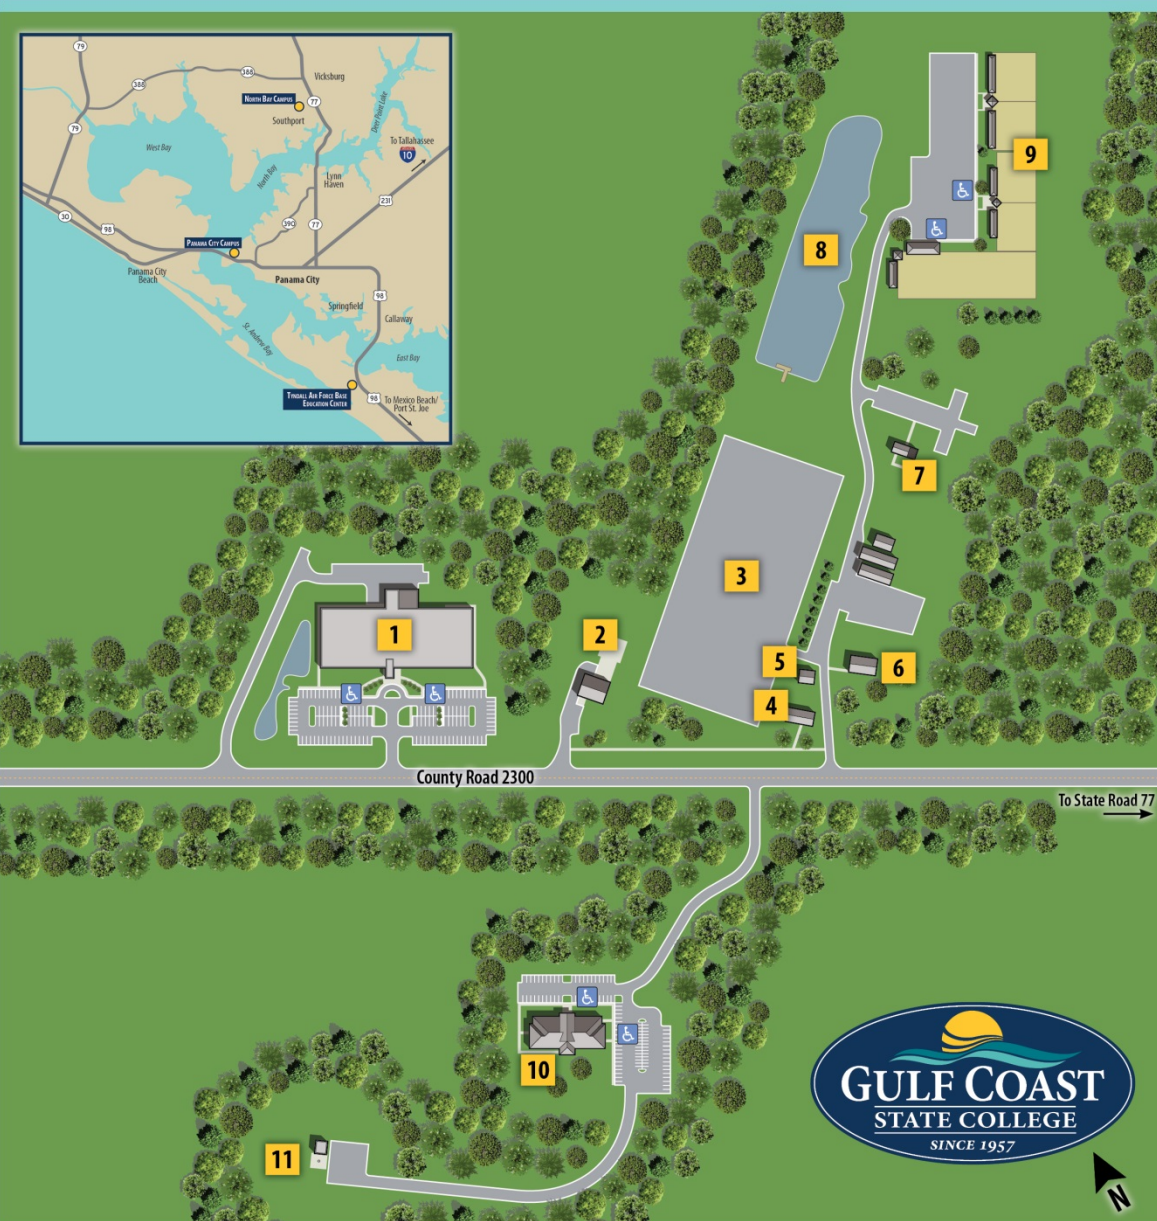 79
388
388
Vicksburg
NORTH BAY CAMPUS
77
Southport
79
Deer Point Lake
To Tallahassee
10
West Bay
North Bay
Lynn
Haven
231
30
98
390
77
PANAMA CITY CAMPUS
Panama City
Beach
Panama City
98
Springfield
Callaway
St. Andrew Bay
East Bay
TYNDALL AIR FORCE BASE
EDUCATION CENTER
98
To Mexico Beach/
Port St. Joe
9
8
7
3
1
2
5
6
4
County Road 2300
To State Road 77
10
11
GULF COAST
STATE COLLEGE
SINCE 1957
N